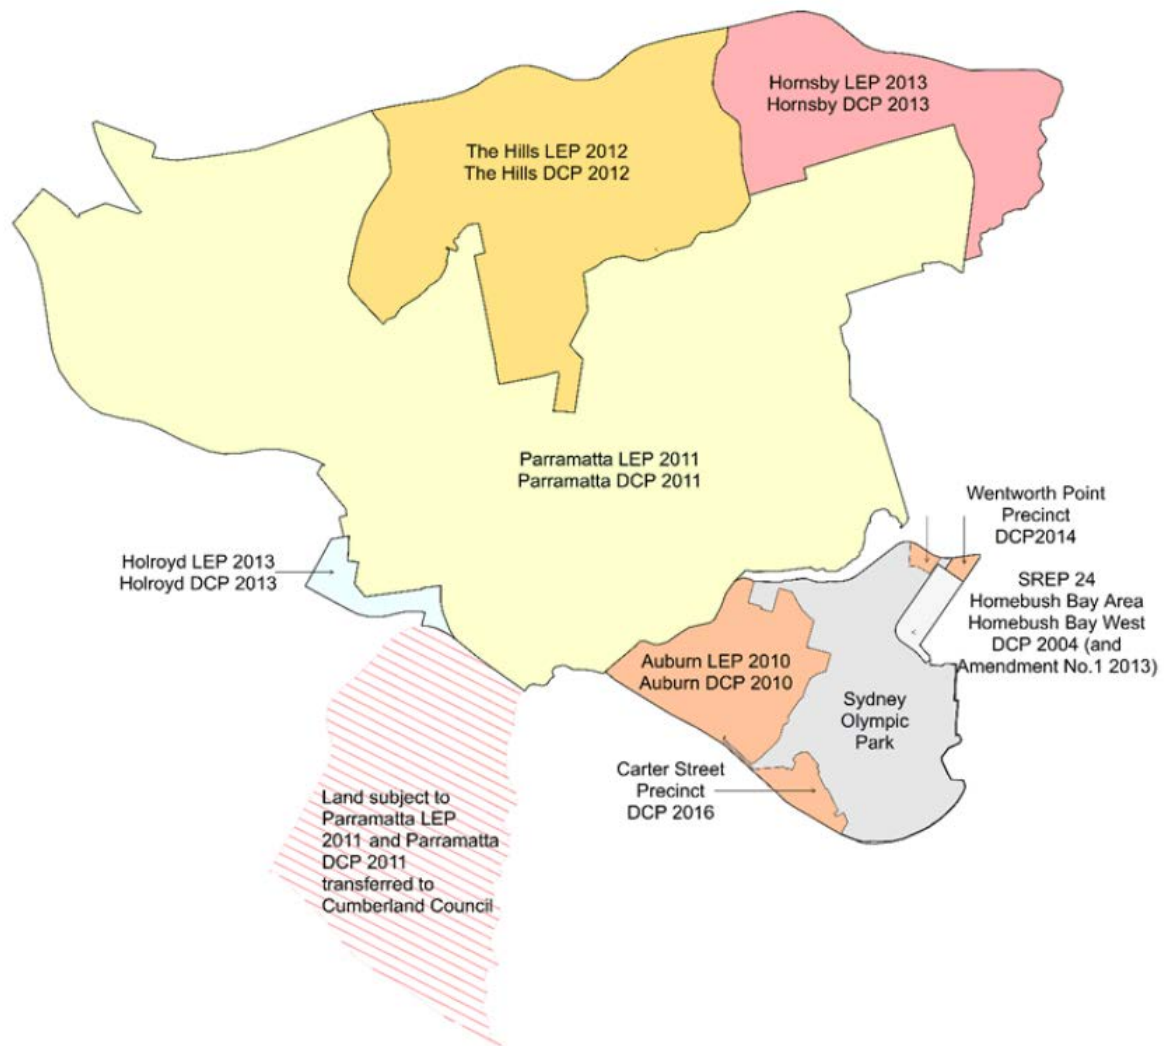 Hornsby LEP 2013
Hornsby DCP 2013
The Hills LEP 2012
The Hills DCP 2012
Parramatta LEP 2011
Parramatta DCP 2011
Wentworth Point
Precinct
DCP2014
Holroyd LEP 2013
Holroyd DCP 2013
SREP 24
Homebush Bay Area
Homebush Bay West
DCP 2004 (and
Amendment No.1 2013)
Auburn LEP 2010
Auburn DCP 2010
Sydney
Olympic
Park
Carter Street
Precinct
DCP 2016
Land subject to
Parramatta LEP
2011 and Parramatta
DCP 2011
transferred to
Cumberland Council